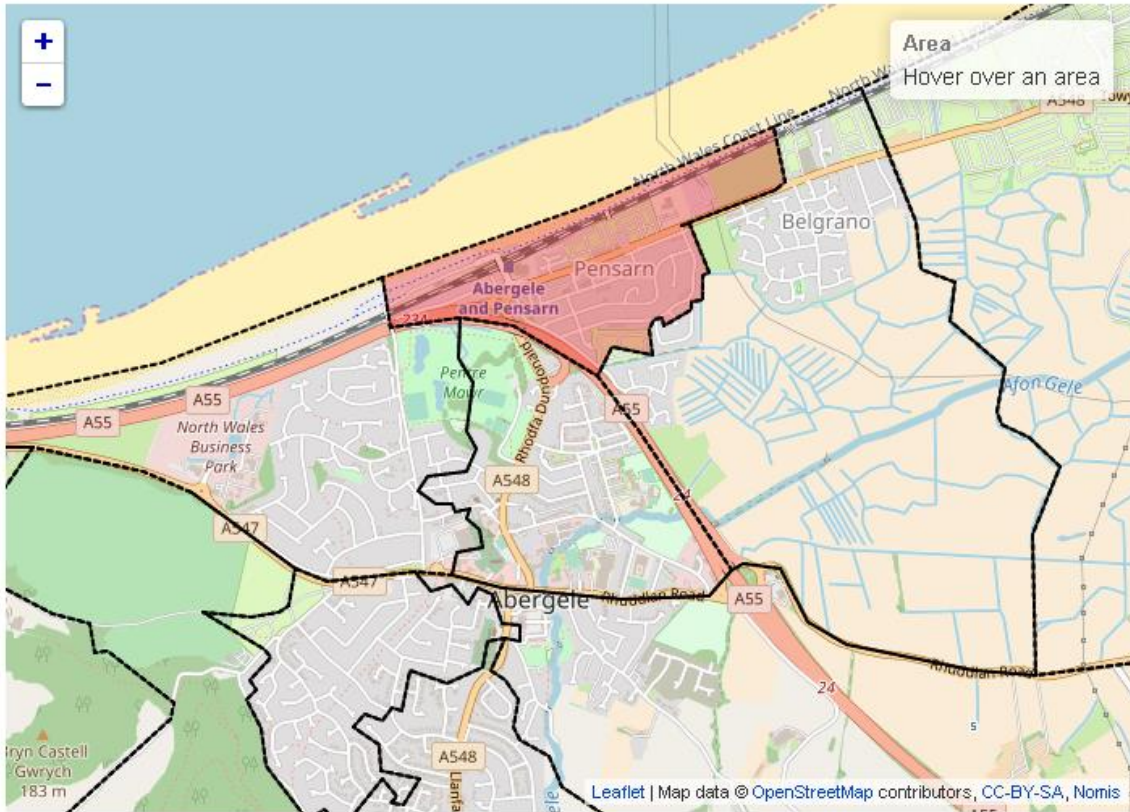 +
−
Area
Hover over an area
North Wales Coast Line
A548
Belgrano
Pensarn
Abergele
and Pensarn
23A
Pentre
Mawr
Rhodfa Dundonald
Afon Gele
A55
A55
A55
North Wales
Business
Park
A548
24
A547
A547
Abergele
Rhuddlan Road
A55
Rhuddlan Road
24
Bryn Castell
Gwrych
183 m
A548
5
Leaflet | Map data © OpenStreetMap contributors, CC-BY-SA, Nomis